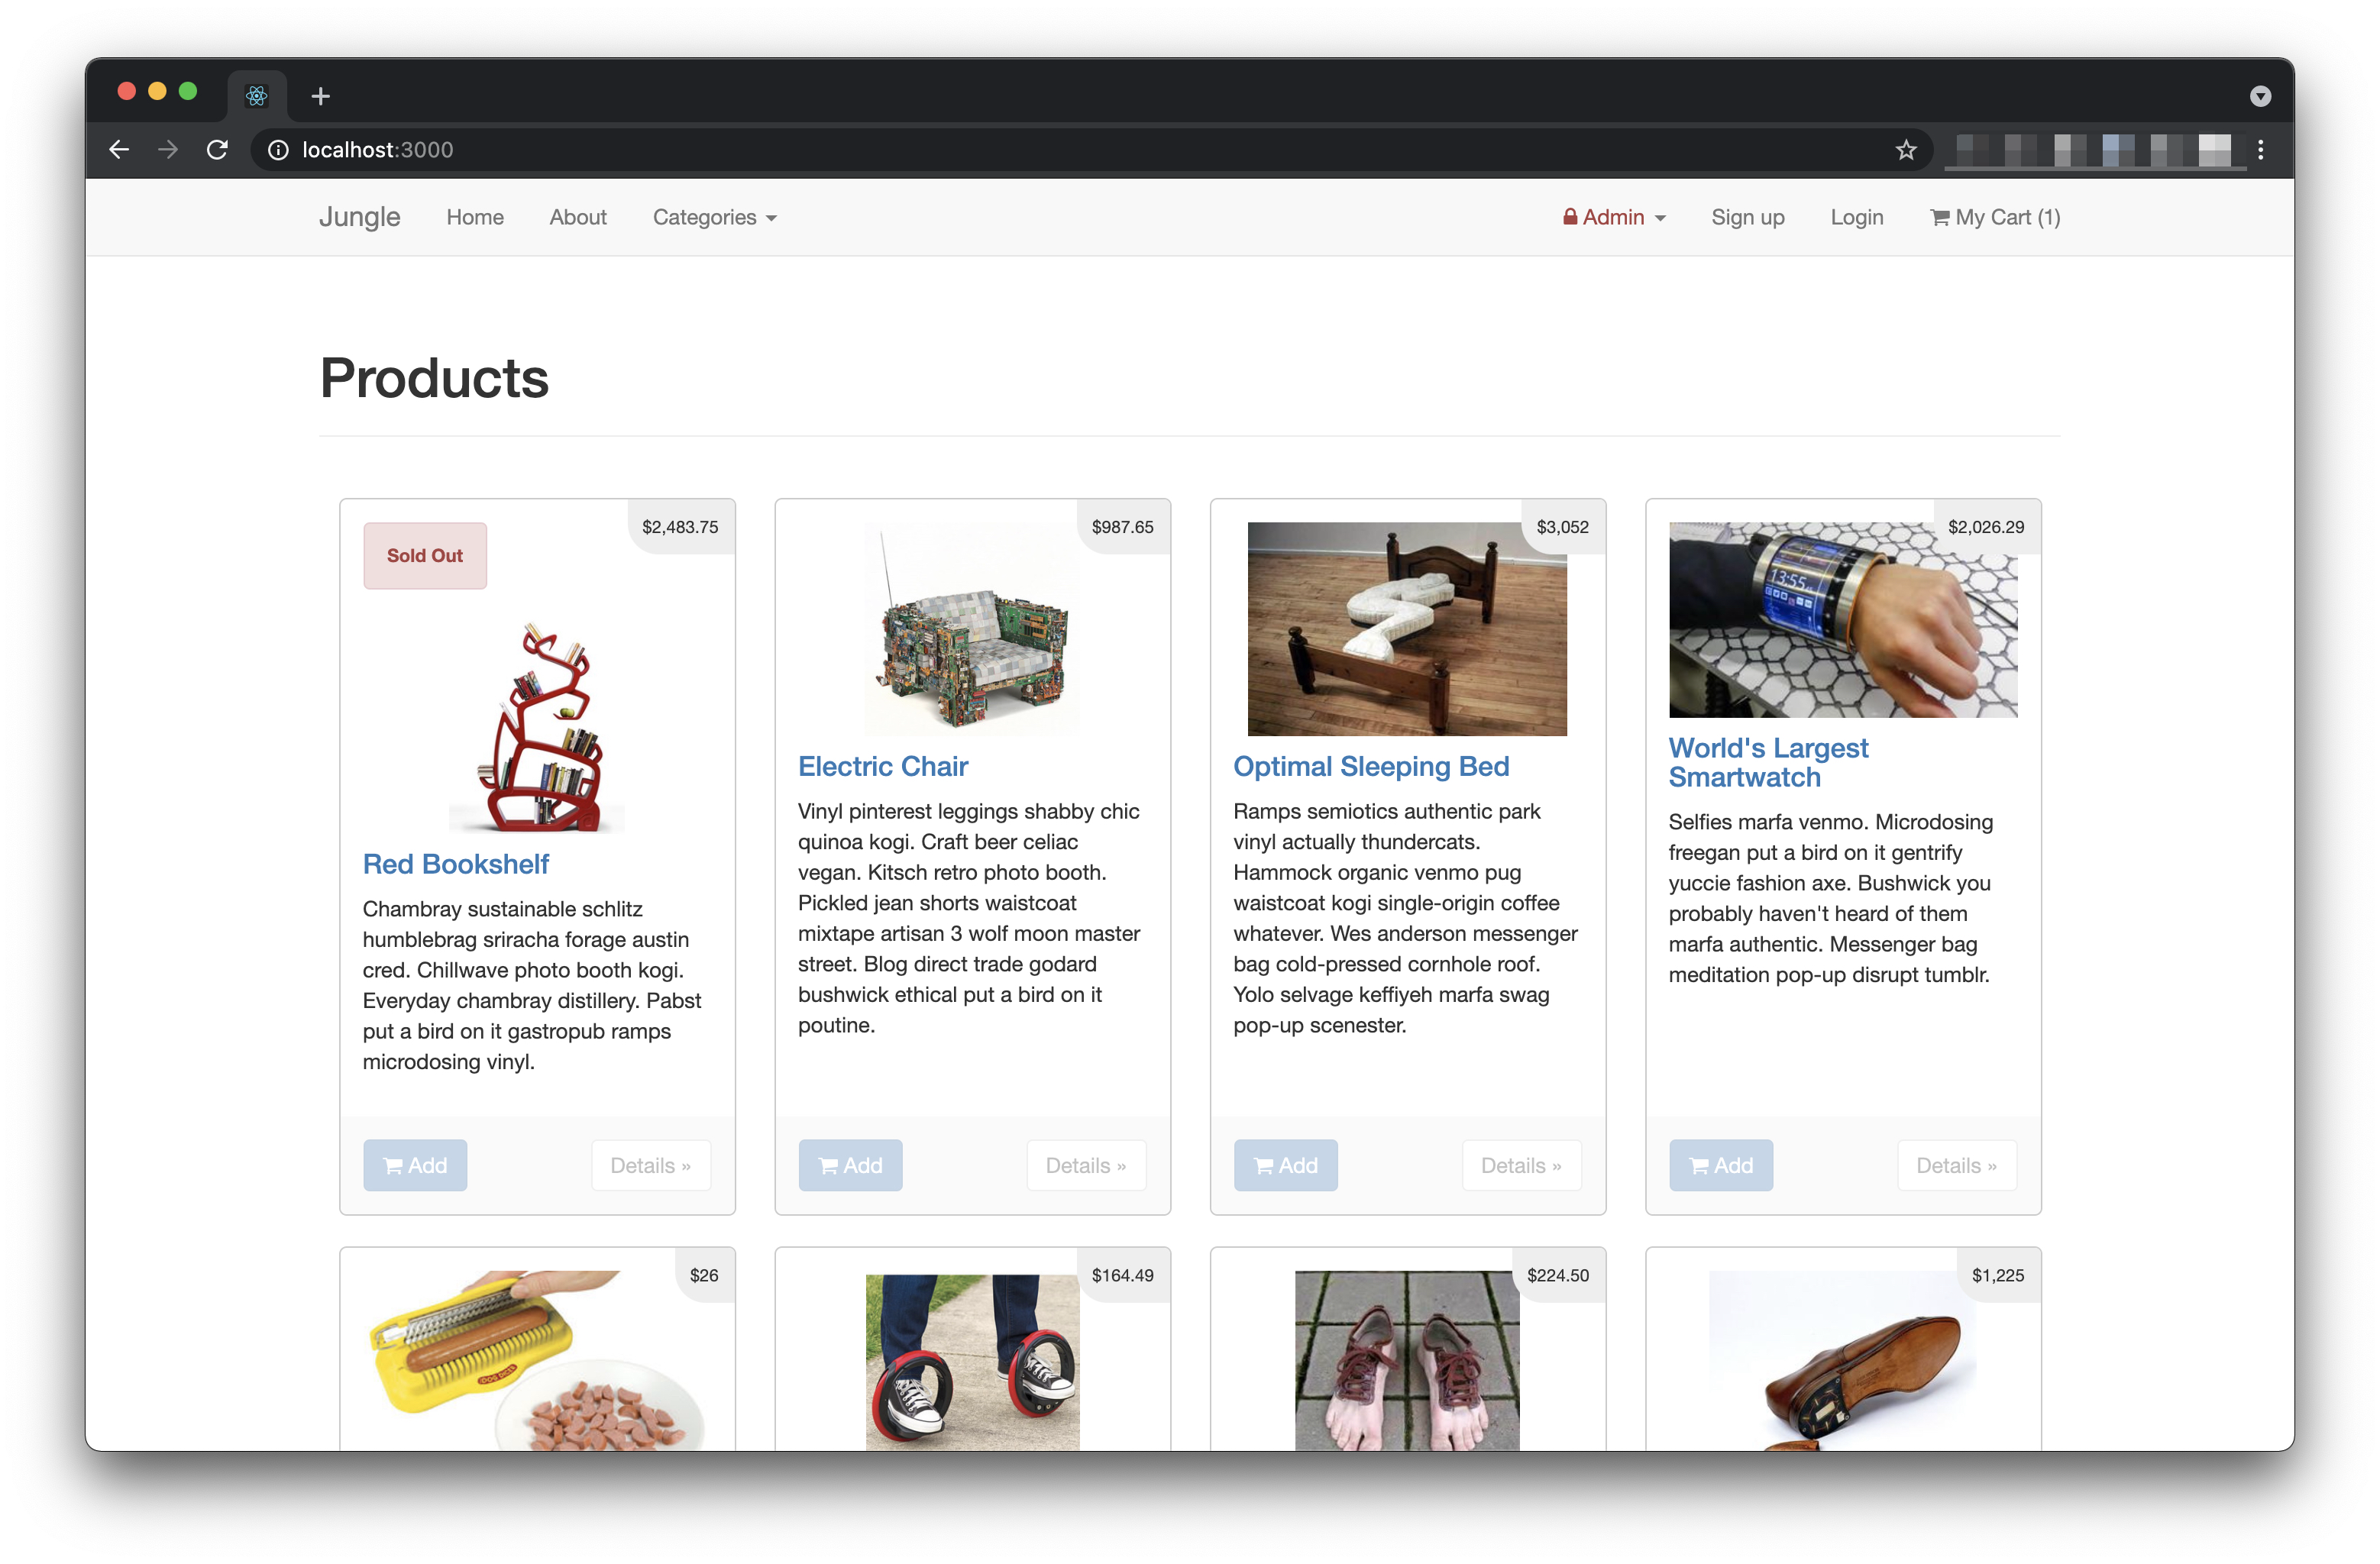 localhost:3000
Jungle Home About Categories Admin Sign up Login My Cart (1)
Products
Sold Out
$2,483.75
Red Bookshelf
Chambray sustainable schlitz
humblebrag sriracha forage austin
cred. Chillwave photo booth kogi.
Everyday chambray distillery. Pabst
put a bird on it gastropub ramps
microdosing vinyl.
Add Details »
$987.65
Electric Chair
Vinyl pinterest leggings shabby chic
quinoa kogi. Craft beer celiac
vegan. Kitsch retro photo booth.
Pickled jean shorts waistcoat
mixtape artisan 3 wolf moon master
street. Blog direct trade godard
bushwick ethical put a bird on it
poutine.
Add Details »
$3,052
Optimal Sleeping Bed
Ramps semiotics authentic park
vinyl actually thundercats.
Hammock organic venmo pug
waistcoat kogi single-origin coffee
whatever. Wes anderson messenger
bag cold-pressed cornhole roof.
Yolo selvage keffiyeh marfa swag
pop-up scenester.
Add Details »
$2,026.29
13:55
World's Largest
Smartwatch
Selfies marfa venmo. Microdosing
freegan put a bird on it gentrify
yuccie fashion axe. Bushwick you
probably haven't heard of them
marfa authentic. Messenger bag
meditation pop-up disrupt tumblr.
Add Details »
$26
$164.49
$224.50
$1,225